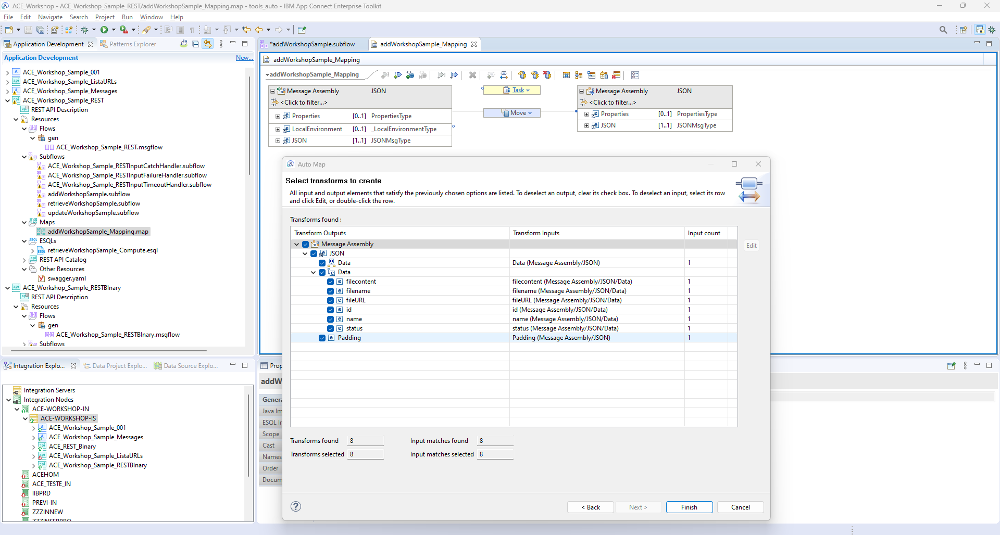 ACE_Workshop - ACE_Workshop_Sample_REST/addWorkshopSample_Mapping.map - tools_auto - IBM App Connect Enterprise Toolkit
File Edit Navigate Search Project Run Window Help
Application Development
Patterns Explorer
Application Development
New...
ACE_Workshop_Sample_001
ACE_Workshop_Sample_ListaURLs
ACE_Workshop_Sample_Messages
ACE_Workshop_Sample_REST
REST API Description
Resources
Flows
gen
ACE_Workshop_Sample_REST.msgflow
Subflows
ACE_Workshop_Sample_RESTInputCatchHandler.subflow
ACE_Workshop_Sample_RESTInputFailureHandler.subflow
ACE_Workshop_Sample_RESTInputTimeoutHandler.subflow
addWorkshopSample.subflow
retrieveWorkshopSample.subflow
updateWorkshopSample.subflow
Maps
addWorkshopSample_Mapping.map
ESQLs
retrieveWorkshopSample_Compute.esql
REST API Catalog
Other Resources
swagger.yaml
ACE_Workshop_Sample_RESTBInary
REST API Description
Resources
Flows
gen
ACE_Workshop_Sample_RESTBInary.msgflow
Subflows
Integration Explo...
Data Project Explo...
Data Source Explo...
Integration Servers
Integration Nodes
ACE-WORKSHOP-IN
ACE-WORKSHOP-IS
ACE_Workshop_Sample_001
ACE_Workshop_Sample_Messages
ACE_REST_Binary
ACE_Workshop_Sample_ListaURLs
ACE_Workshop_Sample_RESTBInary
ACEHOM
ACE_TESTE_IN
IIBPRD
PREVI-IN
ZZZINNEW
*addWorkshopSample.subflow
addWorkshopSample_Mapping
addWorkshopSample_Mapping
addWorkshopSample_Mapping
Message Assembly JSON
<Click to filter...>
Properties [0..1] PropertiesType
LocalEnvironment [0..1] _LocalEnvironmentType
JSON [1..1] JSONMsgType
Task
Move
Message Assembly JSON
<Click to filter...>
Properties [0..1] PropertiesType
JSON [1..1] JSONMsgType
Prop
addW
Genera
Java Im
ESQL In
Scope
Cast
Names
Order
Docum
Auto Map
Select transforms to create
All input and output elements that satisfy the previously chosen options are listed. To deselect an output, clear its check box. To deselect an input, select its row
and click Edit, or double-click the row.
Transforms found :
Transform Outputs Transform Inputs Input count
Message Assembly
JSON
Data Data (Message Assembly/JSON) 1
Data
filecontent filecontent (Message Assembly/JSON/Data) 1
filename filename (Message Assembly/JSON/Data) 1
fileURL fileURL (Message Assembly/JSON/Data) 1
id id (Message Assembly/JSON/Data) 1
name name (Message Assembly/JSON/Data) 1
status status (Message Assembly/JSON/Data) 1
Padding Padding (Message Assembly/JSON) 1
Edit
Transforms found 8 Input matches found 8
Transforms selected 8 Input matches selected 8
< Back Next > Finish Cancel